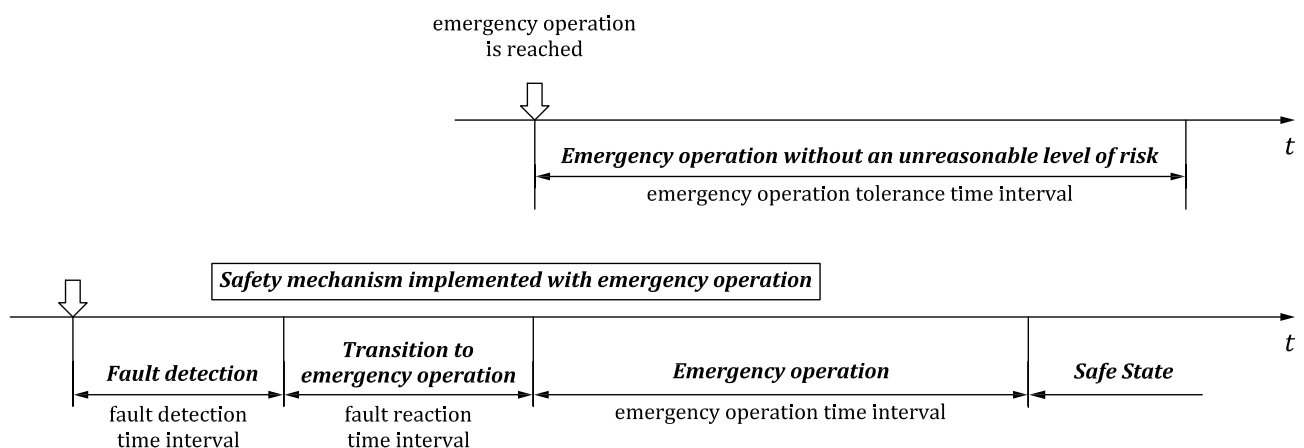 emergency operation
is reached
t
Emergency operation without an unreasonable level of risk
emergency operation tolerance time interval
Safety mechanism implemented with emergency operation
t
Fault detection
fault detection
time interval
Transition to
emergency operation
fault reaction
time interval
Emergency operation
emergency operation time interval
Safe State